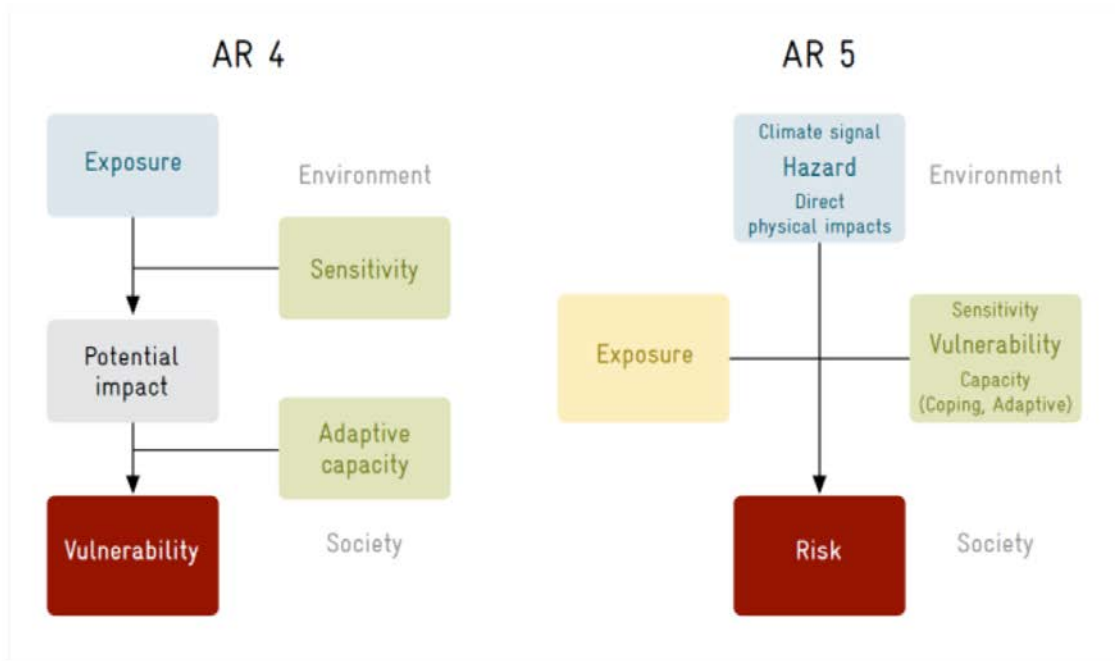 AR 4
Exposure
Environment
Sensitivity
Potential
impact
Adaptive
capacity
Vulnerability
Society
AR 5
Climate signal
Hazard
Direct
physical impacts
Environment
Exposure
Sensitivity
Vulnerability
Capacity
(Coping, Adaptive)
Risk
Society